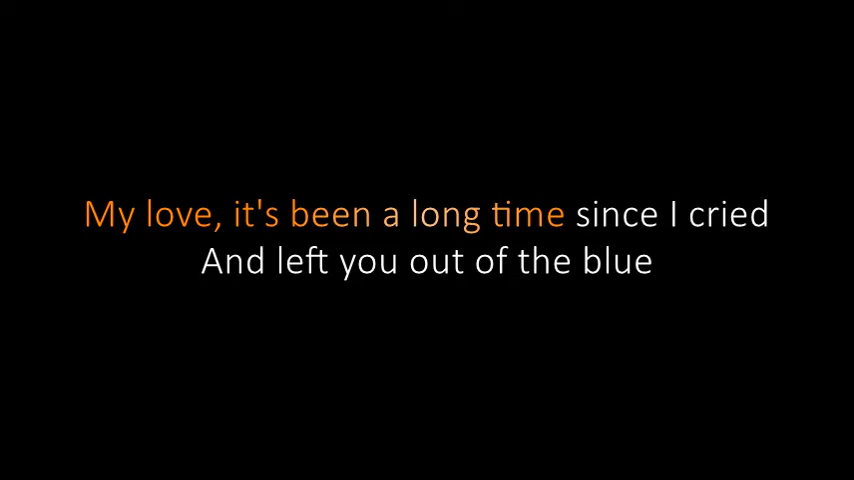 My love, it's been a long time since I cried
And left you out of the blue